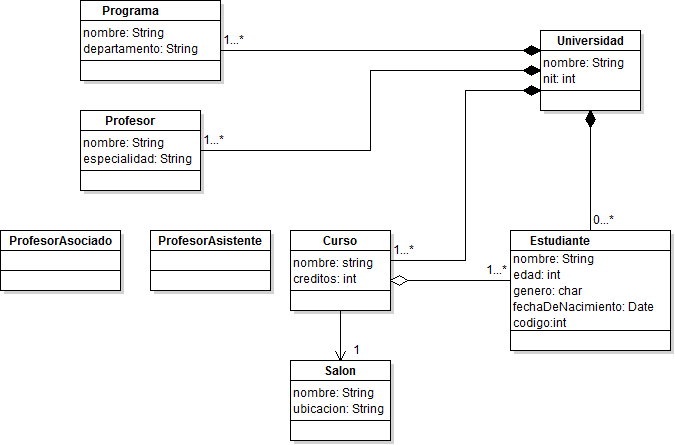 Programa
nombre: String
departamento: String
1...*
Universidad
nombre: String
nit: int
Profesor
nombre: String
especialidad: String
1...*
0...*
ProfesorAsociado
ProfesorAsistente
Curso
nombre: string
creditos: int
1...*
1...*
Estudiante
nombre: String
edad: int
genero: char
fechaDeNacimiento: Date
codigo:int
1
Salon
nombre: String
ubicacion: String